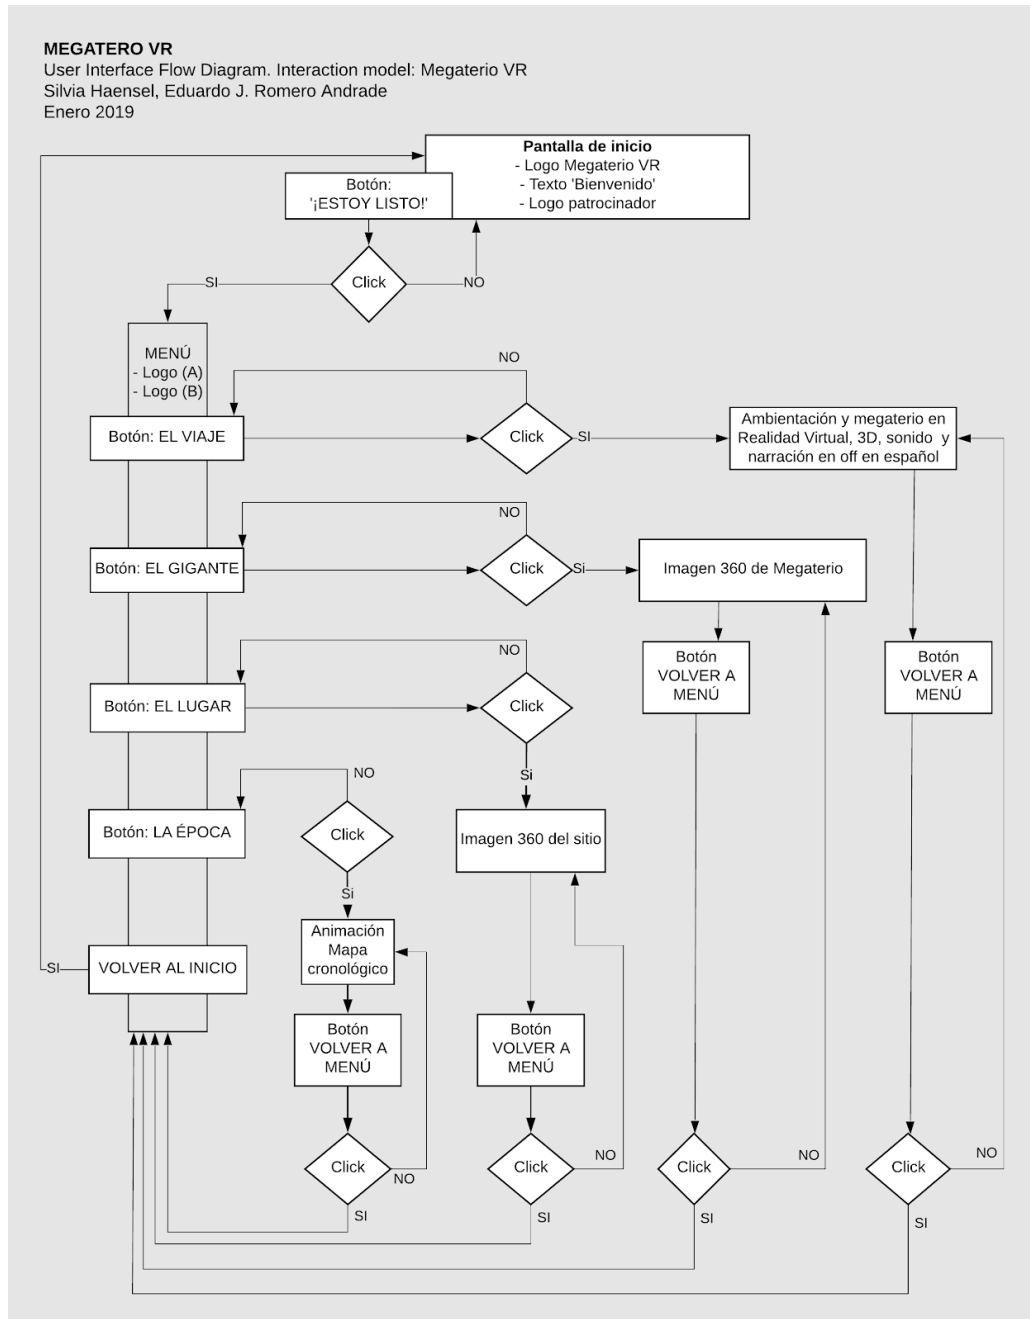 MEGATERO VR
User Interface Flow Diagram. Interaction model: Megaterio VR
Silvia Haensel, Eduardo J. Romero Andrade
Enero 2019
Pantalla de inicio
- Logo Megaterio VR
- Texto 'Bienvenido'
- Logo patrocinador
Botón:
'¡ESTOY LISTO!'
Click
SI
NO
MENÚ
- Logo (A)
- Logo (B)
Botón: EL VIAJE
NO
Click
SI
Ambientación y megaterio en
Realidad Virtual, 3D, sonido y
narración en off en español
Botón: EL GIGANTE
NO
Click
Si
Imagen 360 de Megaterio
Botón
VOLVER A
MENÚ
Botón
VOLVER A
MENÚ
Botón: EL LUGAR
NO
Click
Si
Imagen 360 del sitio
Botón: LA ÉPOCA
NO
Click
Si
Animación
Mapa
cronológico
VOLVER AL INICIO
SI
Botón
VOLVER A
MENÚ
Botón
VOLVER A
MENÚ
Click
NO
SI
Click
NO
SI
Click
NO
SI
Click
NO
SI